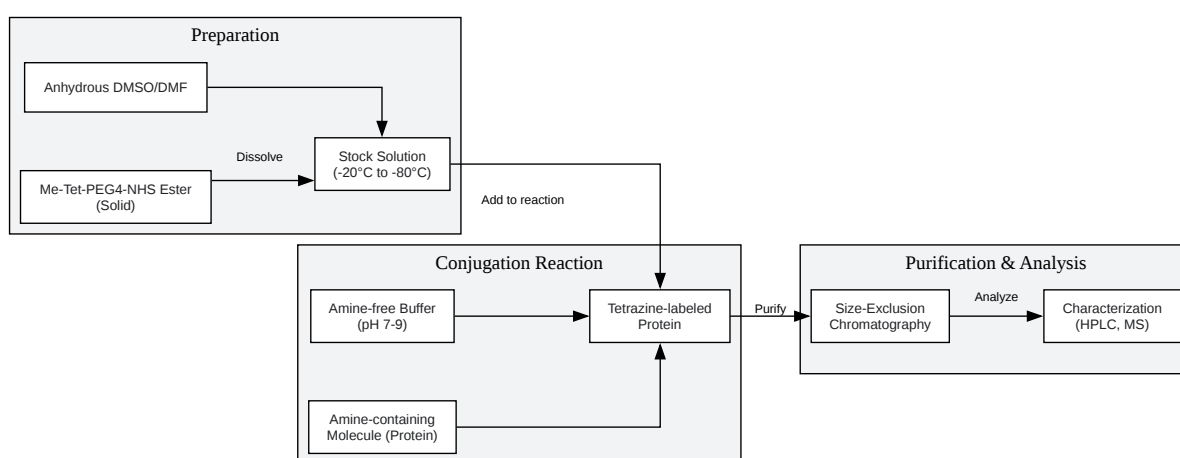 Preparation
Anhydrous DMSO/DMF
Dissolve
Stock Solution
(-20°C to -80°C)
Me-Tet-PEG4-NHS Ester
(Solid)
Add to reaction
Conjugation Reaction
Amine-free Buffer
(pH 7-9)
Tetrazine-labeled
Protein
Amine-containing
Molecule (Protein)
Purify
Purification & Analysis
Size-Exclusion
Chromatography
Analyze
Characterization
(HPLC, MS)